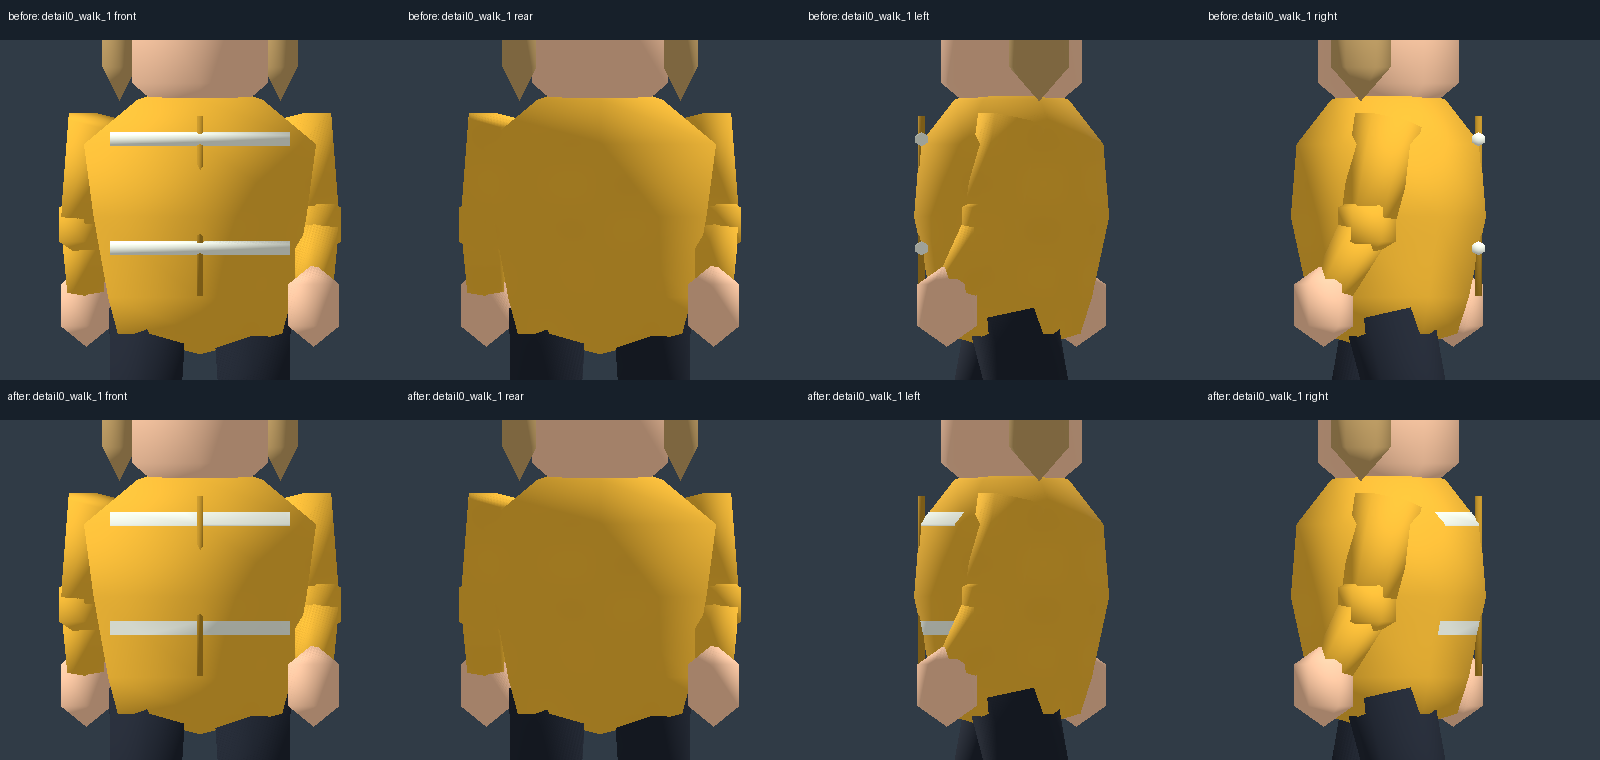 before: detail0_walk_1 front
before: detail0_walk_1 rear
before: detail0_walk_1 left
before: detail0_walk_1 right
after: detail0_walk_1 front
after: detail0_walk_1 rear
after: detail0_walk_1 left
after: detail0_walk_1 right